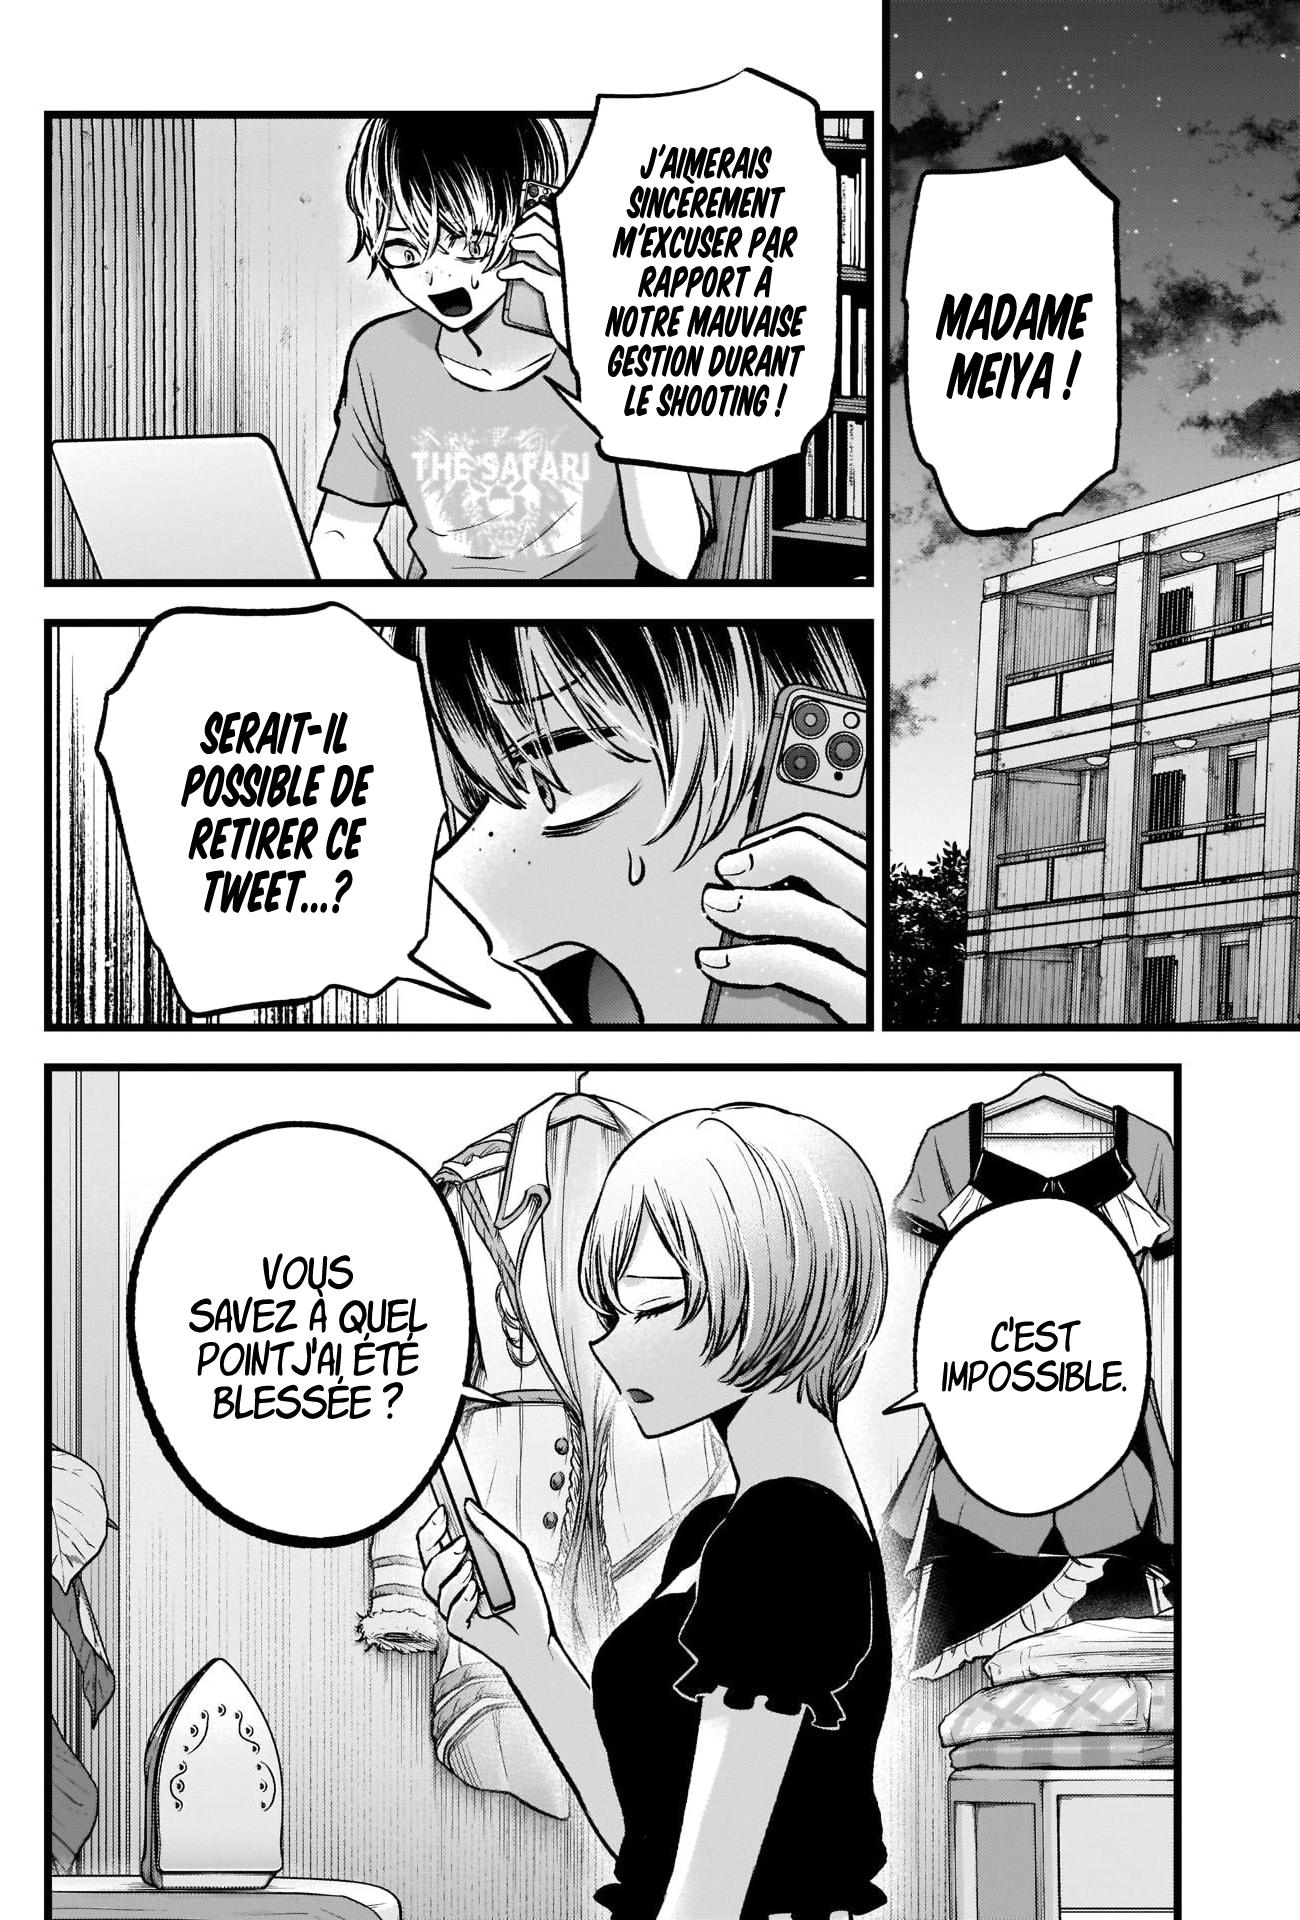 MADAME
MEIYA !
J'AIMERAIS
SINCÈREMENT
M'EXCUSER PAR
RAPPORT À
NOTRE MAUVAISE
GESTION DURANT
LE SHOOTING !
THE SAFARI
SERAIT-IL
POSSIBLE DE
RETIRER CE
TWEET...?
C'EST
IMPOSSIBLE.
VOUS
SAVEZ À QUEL
POINT J'AI ÉTÉ
BLESSÉE ?